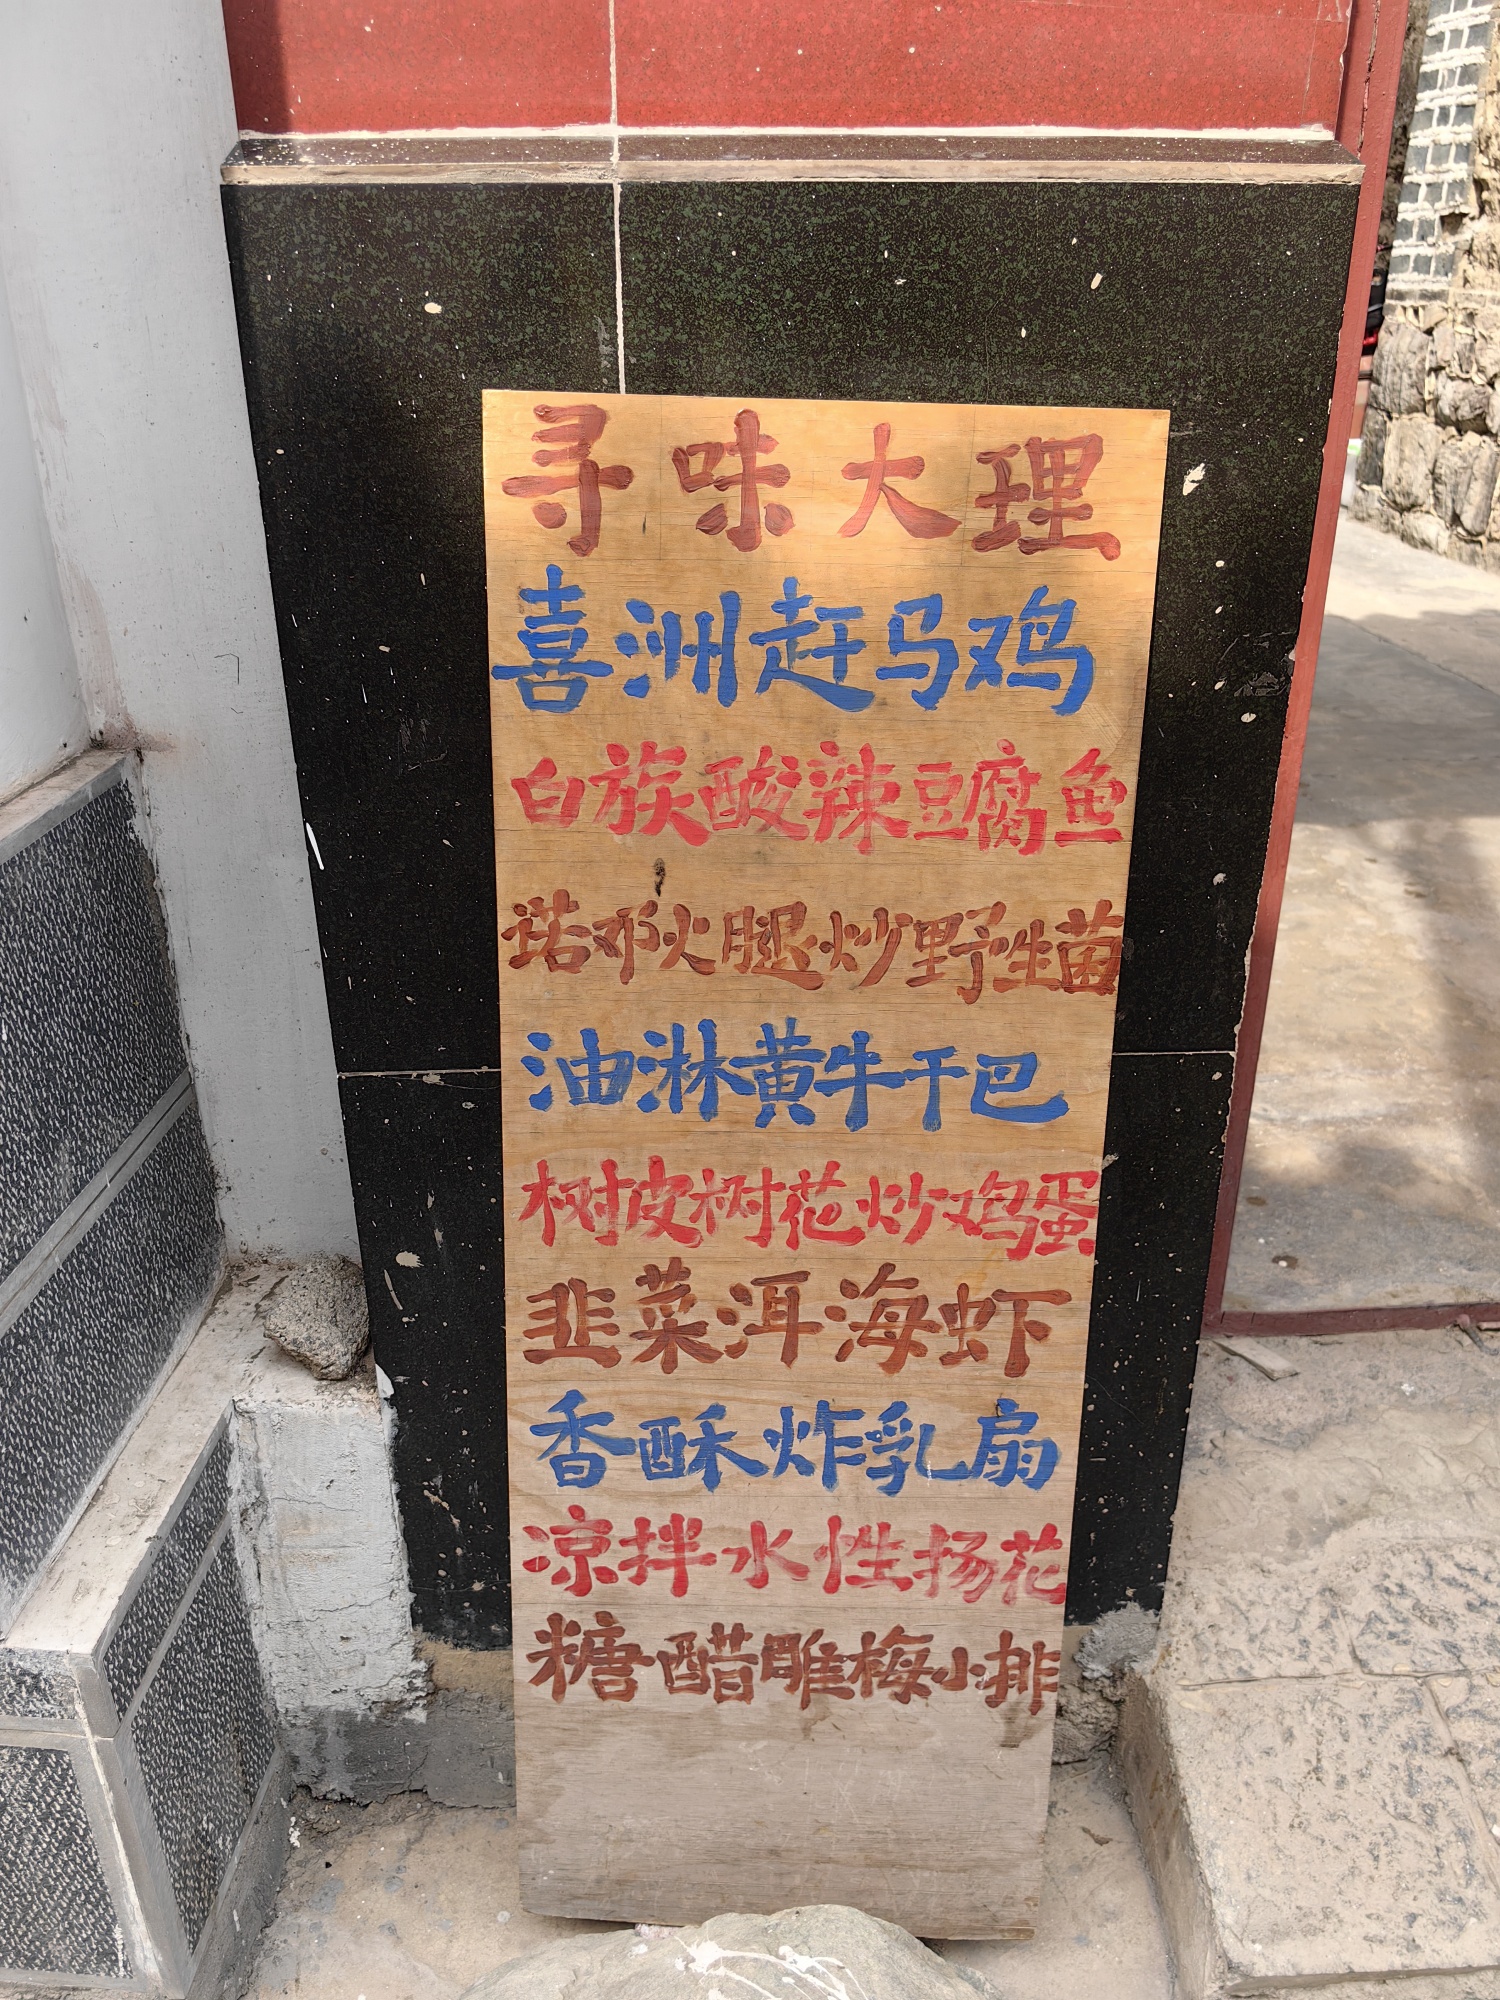 寻味大理
喜洲赶马鸡
白族酸辣豆腐鱼
诺邓火腿炒野生菌
油淋黄牛干巴
树皮树花炒鸡蛋
韭菜洱海虾
香酥炸乳扇
凉拌水性扬花
糖醋雕梅小排